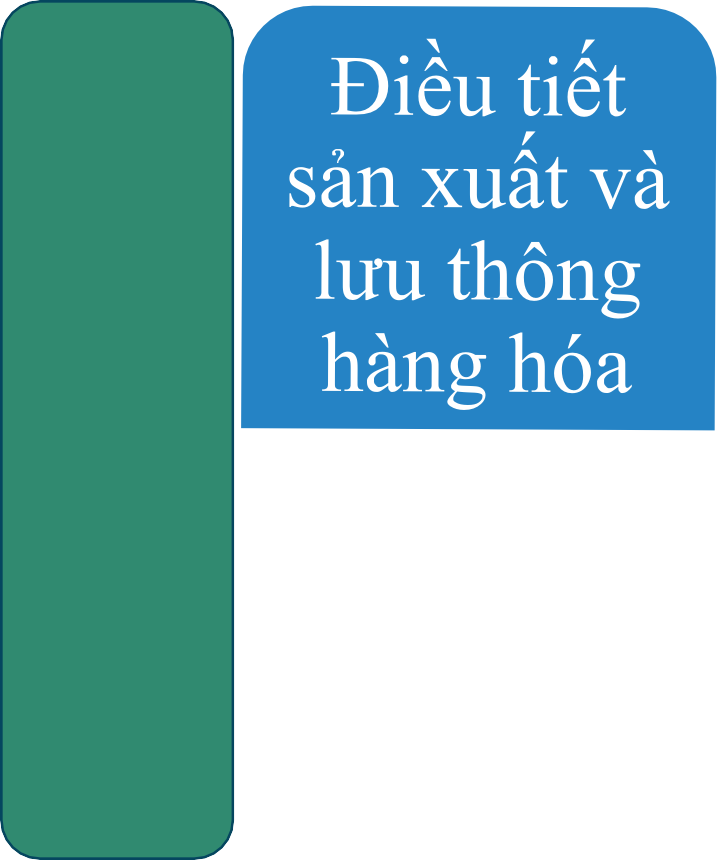 Điều tiết
sản xuất và
lưu thông
hàng hóa